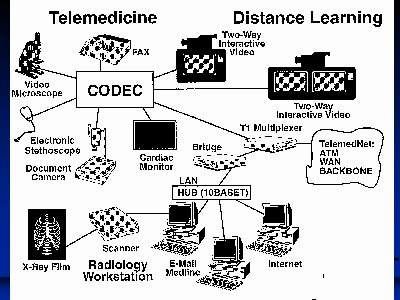 Telemedicine
Distance Learning
FAX
Two-Way
Interactive
Video
Video
Microscope
CODEC
Two-Way
Interactive Video
Electronic
Stethoscope
Document
Camera
Cardiac
Monitor
T1 Multiplexer
Bridge
TelemedNet:
ATM
WAN
BACKBONE
LAN
HUB (10BASET)
X-Ray Film
Scanner
Radiology
Workstation
E-Mail
Medline
Internet